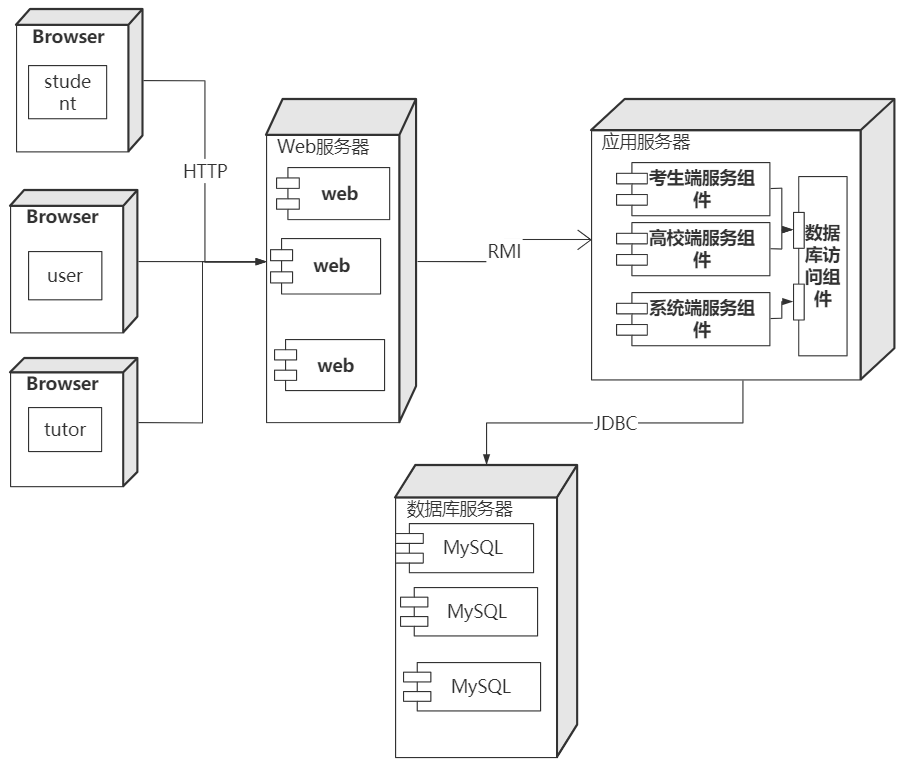 Browser
stude
nt
HTTP
Browser
user
Browser
tutor
Web服务器
web
web
web
RMI
应用服务器
考生端服务组
件
高校端服务组
件
系统端服务组
件
数据
库访
问组
件
JDBC
数据库服务器
MySQL
MySQL
MySQL